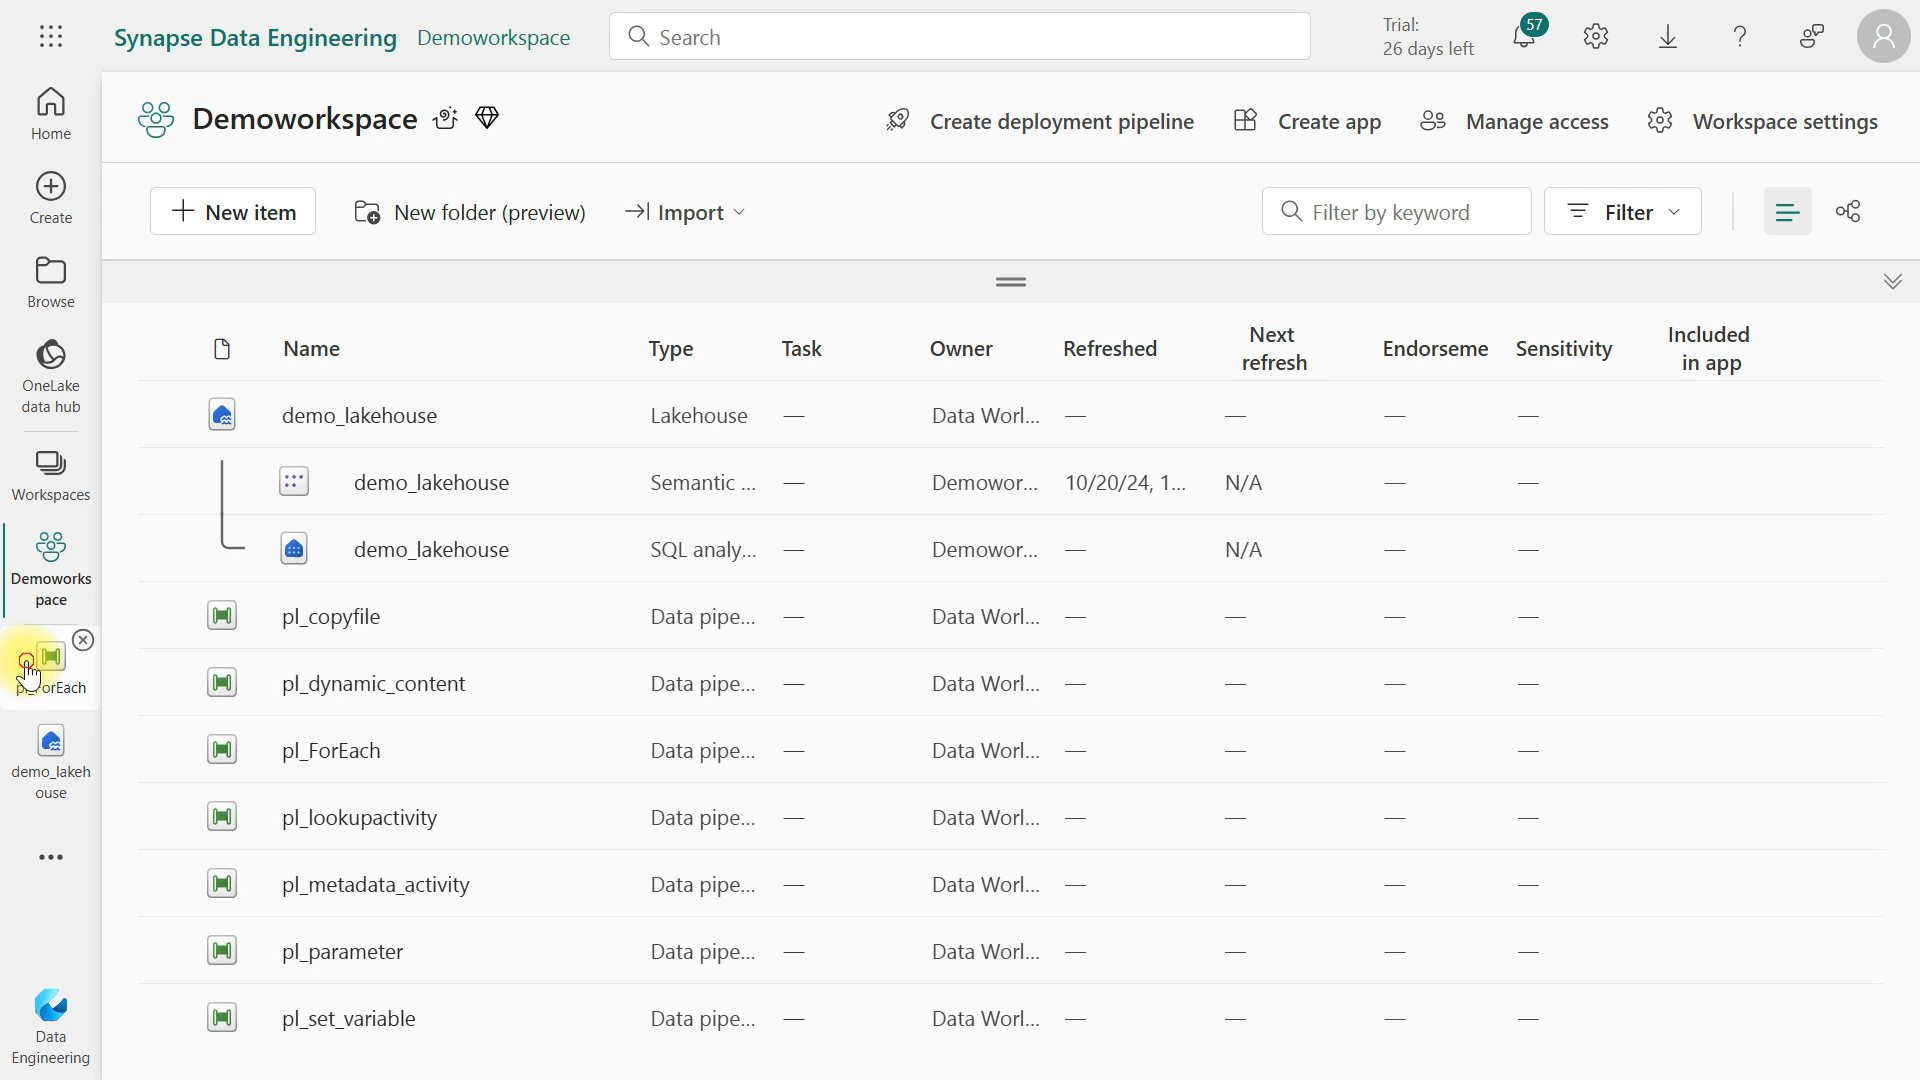 Synapse Data Engineering Demoworkspace
Search
Trial:
26 days left
57
Home
Create
Browse
OneLake
data hub
Workspaces
Demoworks
pace
pl_ForEach
demo_lakeh
ouse
Data
Engineering
Demoworkspace
Create deployment pipeline
Create app
Manage access
Workspace settings
New item
New folder (preview)
Import
Filter by keyword
Filter
Name Type Task Owner Refreshed Next refresh Endorseme Sensitivity Included in app
demo_lakehouse Lakehouse — Data Worl... — — — —
demo_lakehouse Semantic ... — Demowor... 10/20/24, 1... N/A — —
demo_lakehouse SQL analy... — Demowor... — N/A — —
pl_copyfile Data pipe... — Data Worl... — — — —
pl_dynamic_content Data pipe... — Data Worl... — — — —
pl_ForEach Data pipe... — Data Worl... — — — —
pl_lookupactivity Data pipe... — Data Worl... — — — —
pl_metadata_activity Data pipe... — Data Worl... — — — —
pl_parameter Data pipe... — Data Worl... — — — —
pl_set_variable Data pipe... — Data Worl... — — — —